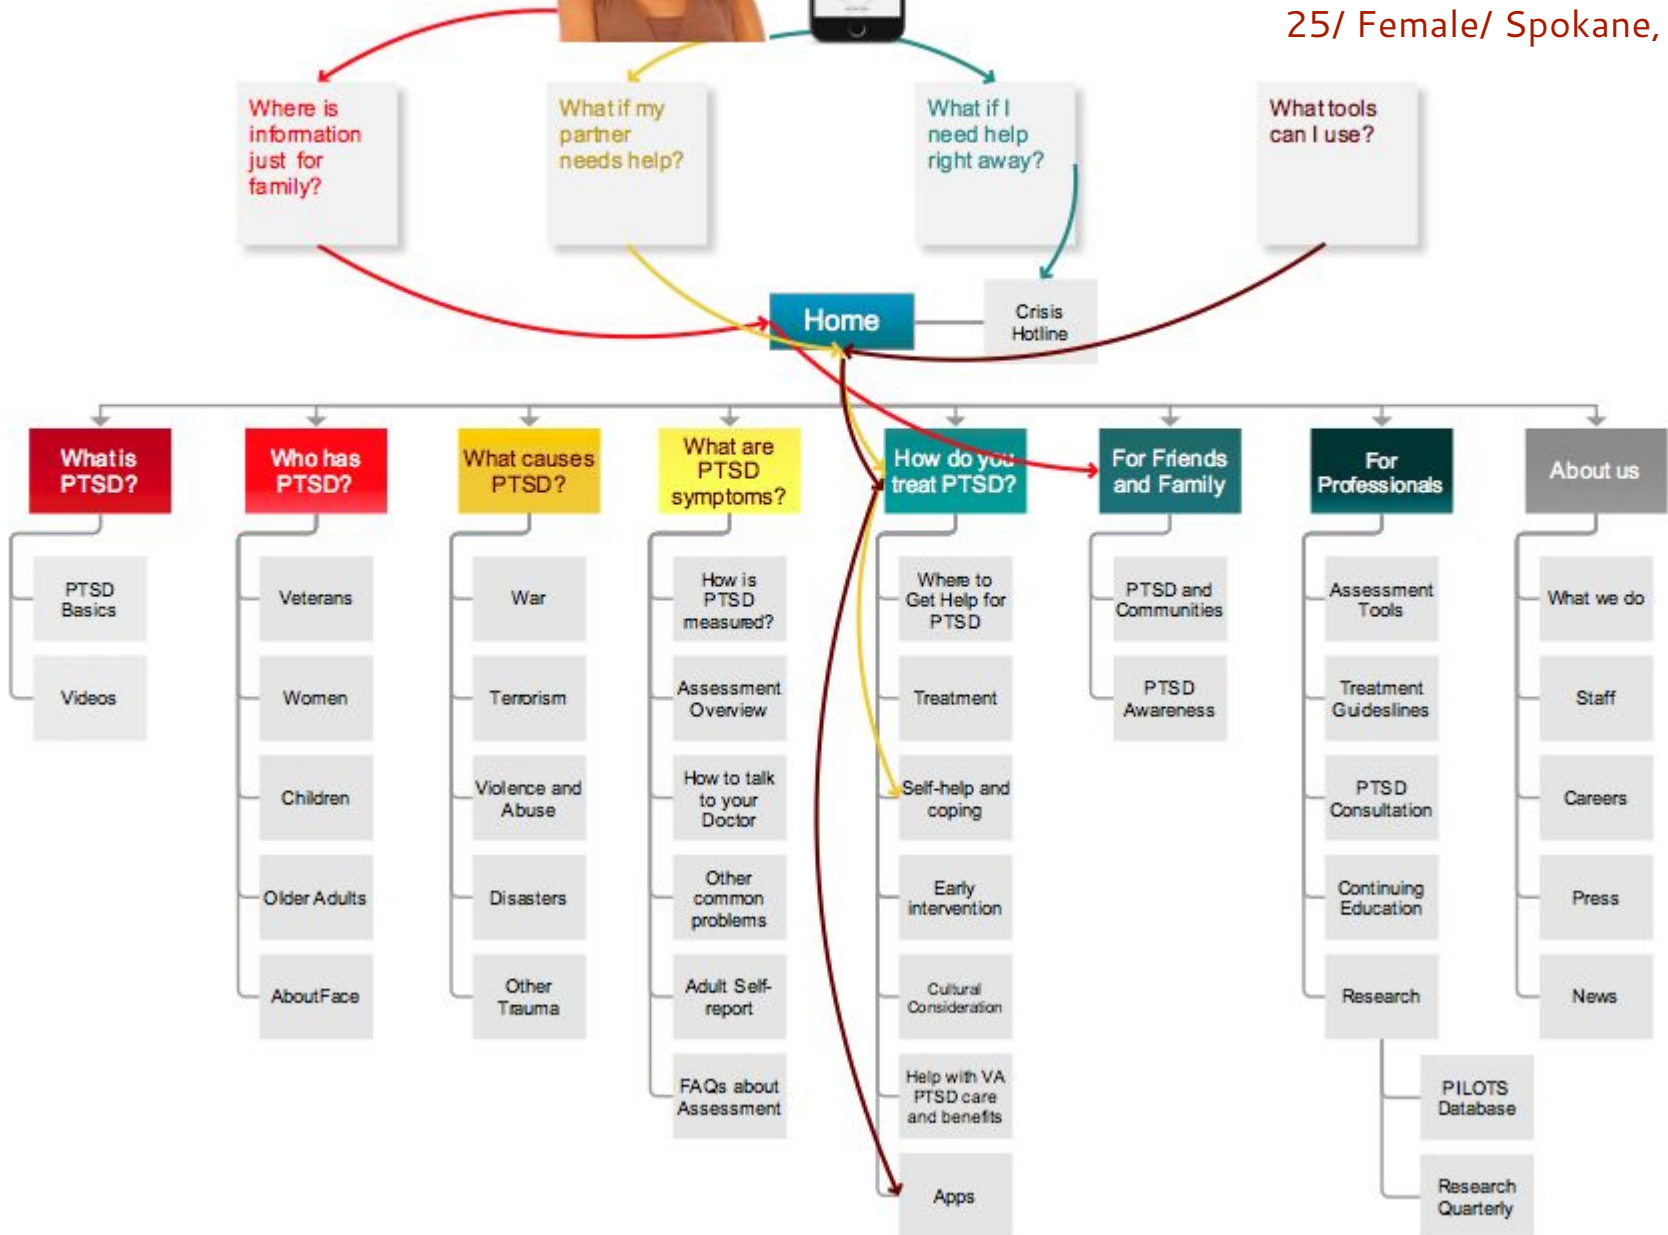 25/ Female/ Spokane,
Where is
information
just for
family?
What if my
partner
needs help?
What if I
need help
right away?
What tools
can I use?
Home
Crisis
Hotline
What is
PTSD?
Who has
PTSD?
What causes
PTSD?
What are
PTSD
symptoms?
How do you
treat PTSD?
For Friends
and Family
For
Professionals
About us
PTSD
Basics
Videos
Veterans
Women
Children
Older Adults
AboutFace
War
Terrorism
Violence and
Abuse
Disasters
Other
Trauma
How is
PTSD
measured?
Assessment
Overview
How to talk
to your
Doctor
Other
common
problems
Adult Self-
report
FAQs about
Assessment
Where to
Get Help for
PTSD
Treatment
Self-help and
coping
Early
intervention
Cultural
Consideration
Help with VA
PTSD care
and benefits
Apps
PTSD and
Communities
PTSD
Awareness
Assessment
Tools
Treatment
Guideslines
PTSD
Consultation
Continuing
Education
Research
PILOTS
Database
Research
Quarterly
What we do
Staff
Careers
Press
News